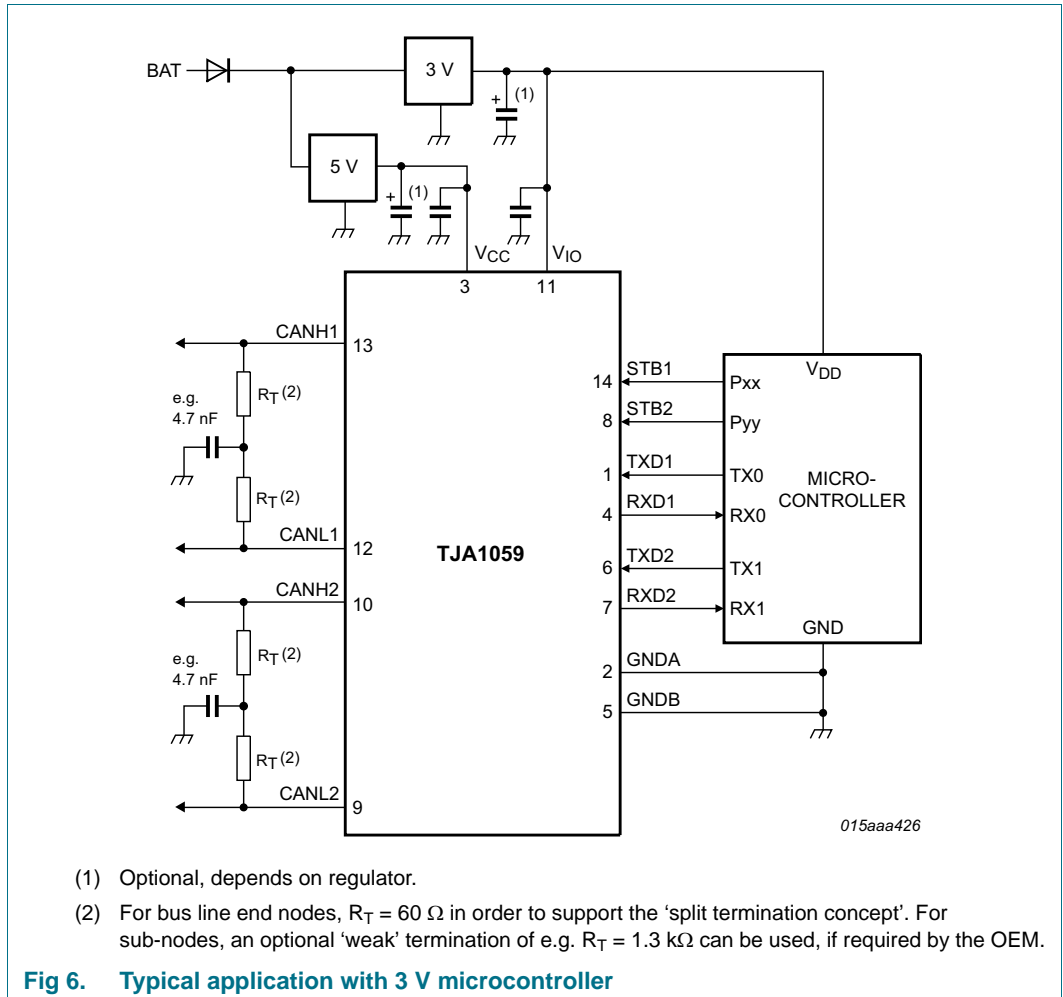 BAT
3 V
(1)
+
5 V
(1)
+
VCC
VIO
3
11
CANH1
13
VDD
STB1
14
Pxx
RT(2)
e.g.
4.7 nF
STB2
8
Pyy
TXD1
1
TX0
MICRO-
CONTROLLER
RT(2)
RXD1
4
RX0
CANL1
12
TJA1059
TXD2
6
TX1
CANH2
10
RXD2
7
RX1
GND
RT(2)
e.g.
4.7 nF
GNDA
2
GNDB
5
RT(2)
CANL2
9
015aaa426
(1) Optional, depends on regulator.
(2) For bus line end nodes, RT = 60 Ω in order to support the ‘split termination concept’. For
sub-nodes, an optional ‘weak’ termination of e.g. RT = 1.3 kΩ can be used, if required by the OEM.
Fig 6. Typical application with 3 V microcontroller